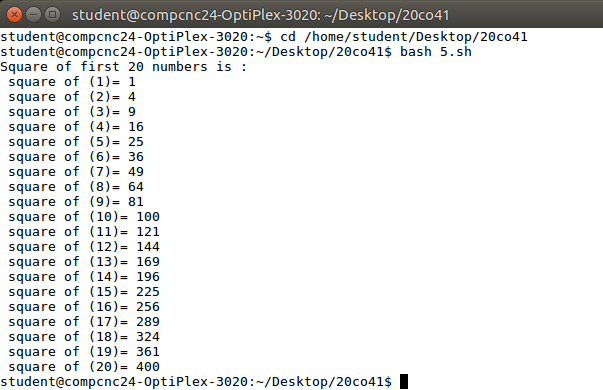 student@compcnc24-OptiPlex-3020: ~/Desktop/20co41
student@compcnc24-OptiPlex-3020:~$ cd /home/student/Desktop/20co41
student@compcnc24-OptiPlex-3020:~/Desktop/20co41$ bash 5.sh
Square of first 20 numbers is :
 square of (1)= 1
 square of (2)= 4
 square of (3)= 9
 square of (4)= 16
 square of (5)= 25
 square of (6)= 36
 square of (7)= 49
 square of (8)= 64
 square of (9)= 81
 square of (10)= 100
 square of (11)= 121
 square of (12)= 144
 square of (13)= 169
 square of (14)= 196
 square of (15)= 225
 square of (16)= 256
 square of (17)= 289
 square of (18)= 324
 square of (19)= 361
 square of (20)= 400
student@compcnc24-OptiPlex-3020:~/Desktop/20co41$